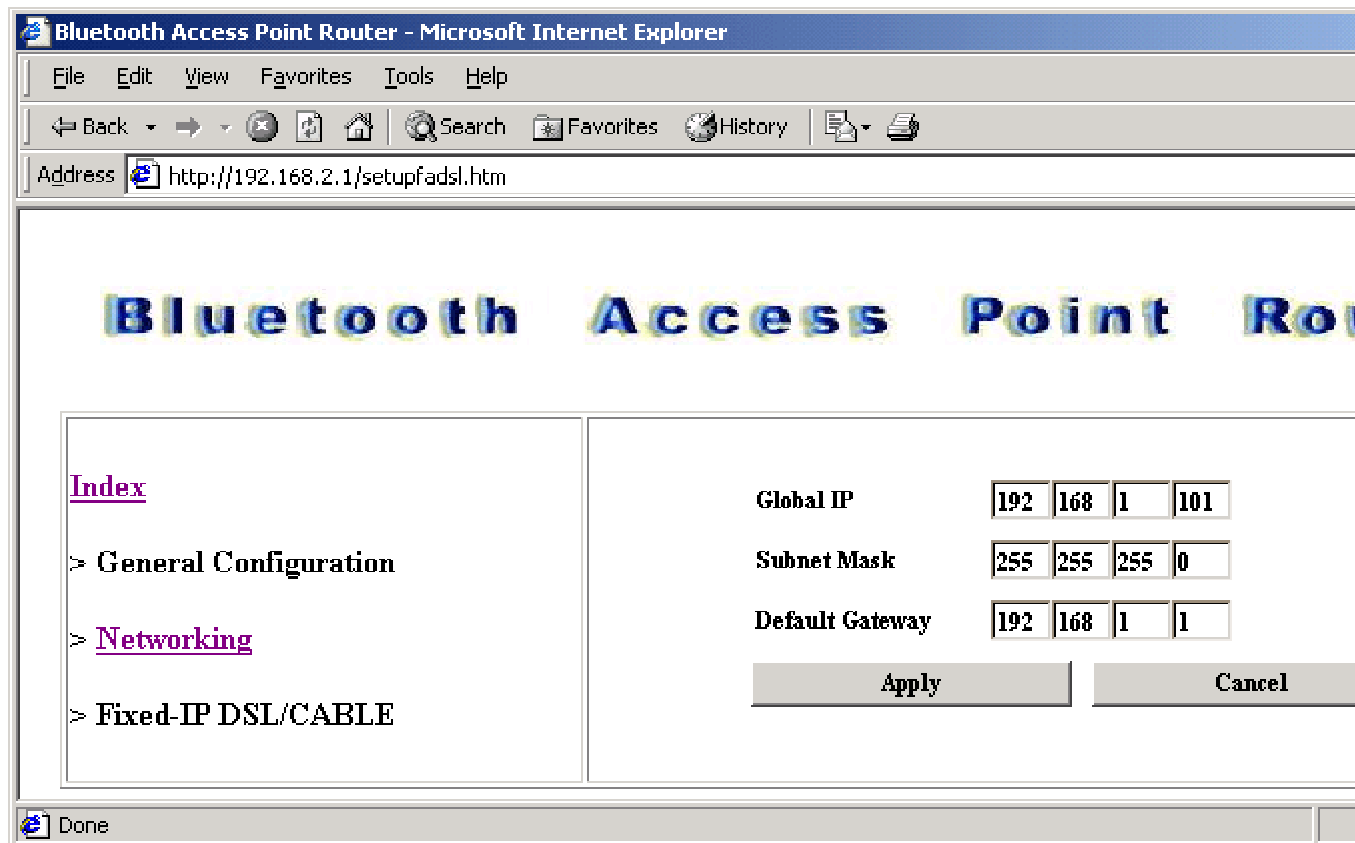 Bluetooth Access Point Router - Microsoft Internet Explorer
File Edit View Favorites Tools Help
Back Search Favorites History
Address http://192.168.2.1/setupfadsl.htm
Bluetooth Access Point Rou
Index
> General Configuration
> Networking
> Fixed-IP DSL/CABLE
Global IP 192 168 1 101
Subnet Mask 255 255 255 0
Default Gateway 192 168 1 1
Apply Cancel
Done